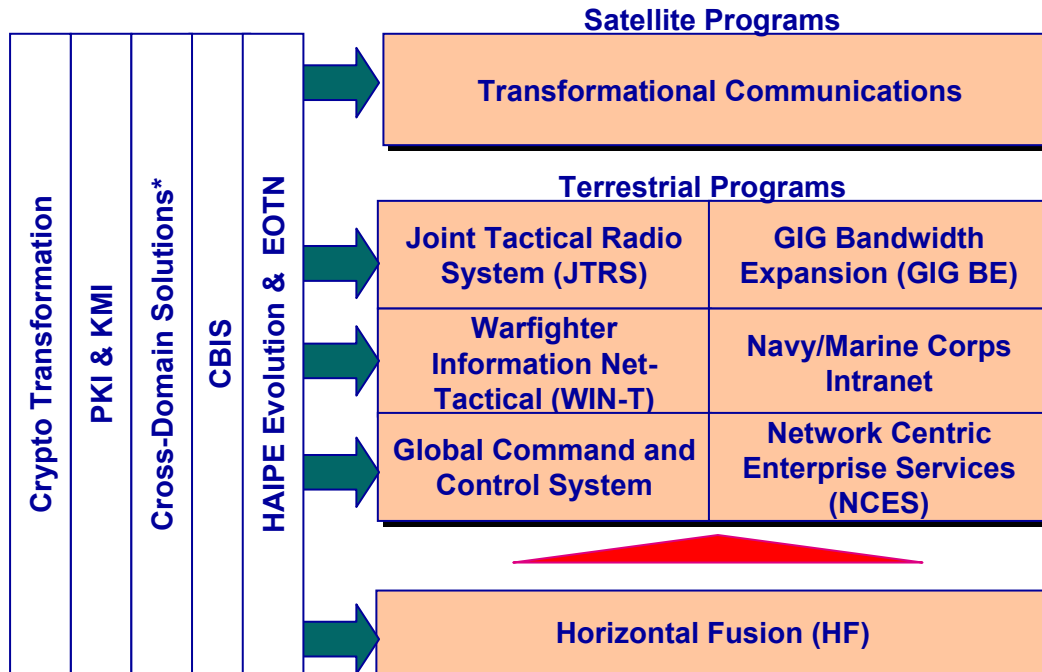 Crypto Transformation
PKI & KMI
Cross-Domain Solutions*
CBIS
HAIPE Evolution & EOTN
Satellite Programs
Transformational Communications
Terrestrial Programs
Joint Tactical Radio
System (JTRS)
GIG Bandwidth
Expansion (GIG BE)
Warfighter
Information Net-
Tactical (WIN-T)
Navy/Marine Corps
Intranet
Global Command and
Control System
Network Centric
Enterprise Services
(NCES)
Horizontal Fusion (HF)